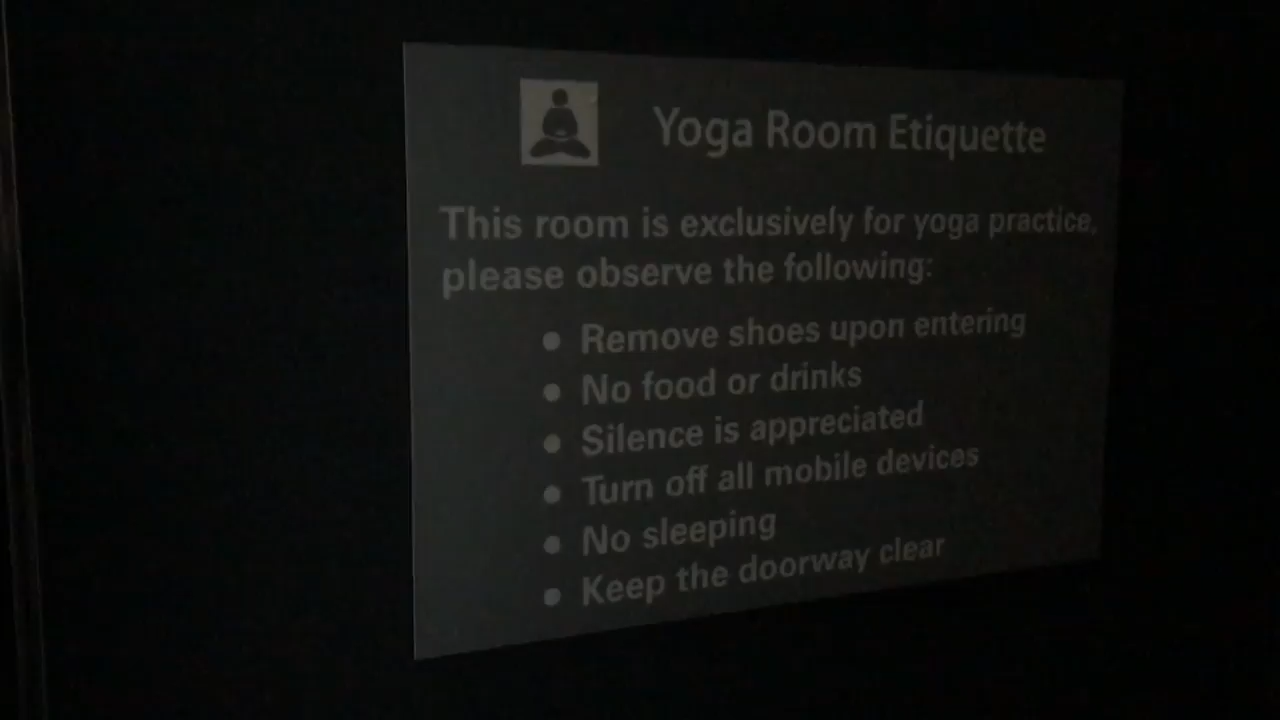 Yoga Room Etiquette
This room is exclusively for yoga practice,
please observe the following:
• Remove shoes upon entering
• No food or drinks
• Silence is appreciated
• Turn off all mobile devices
• No sleeping
• Keep the doorway clear